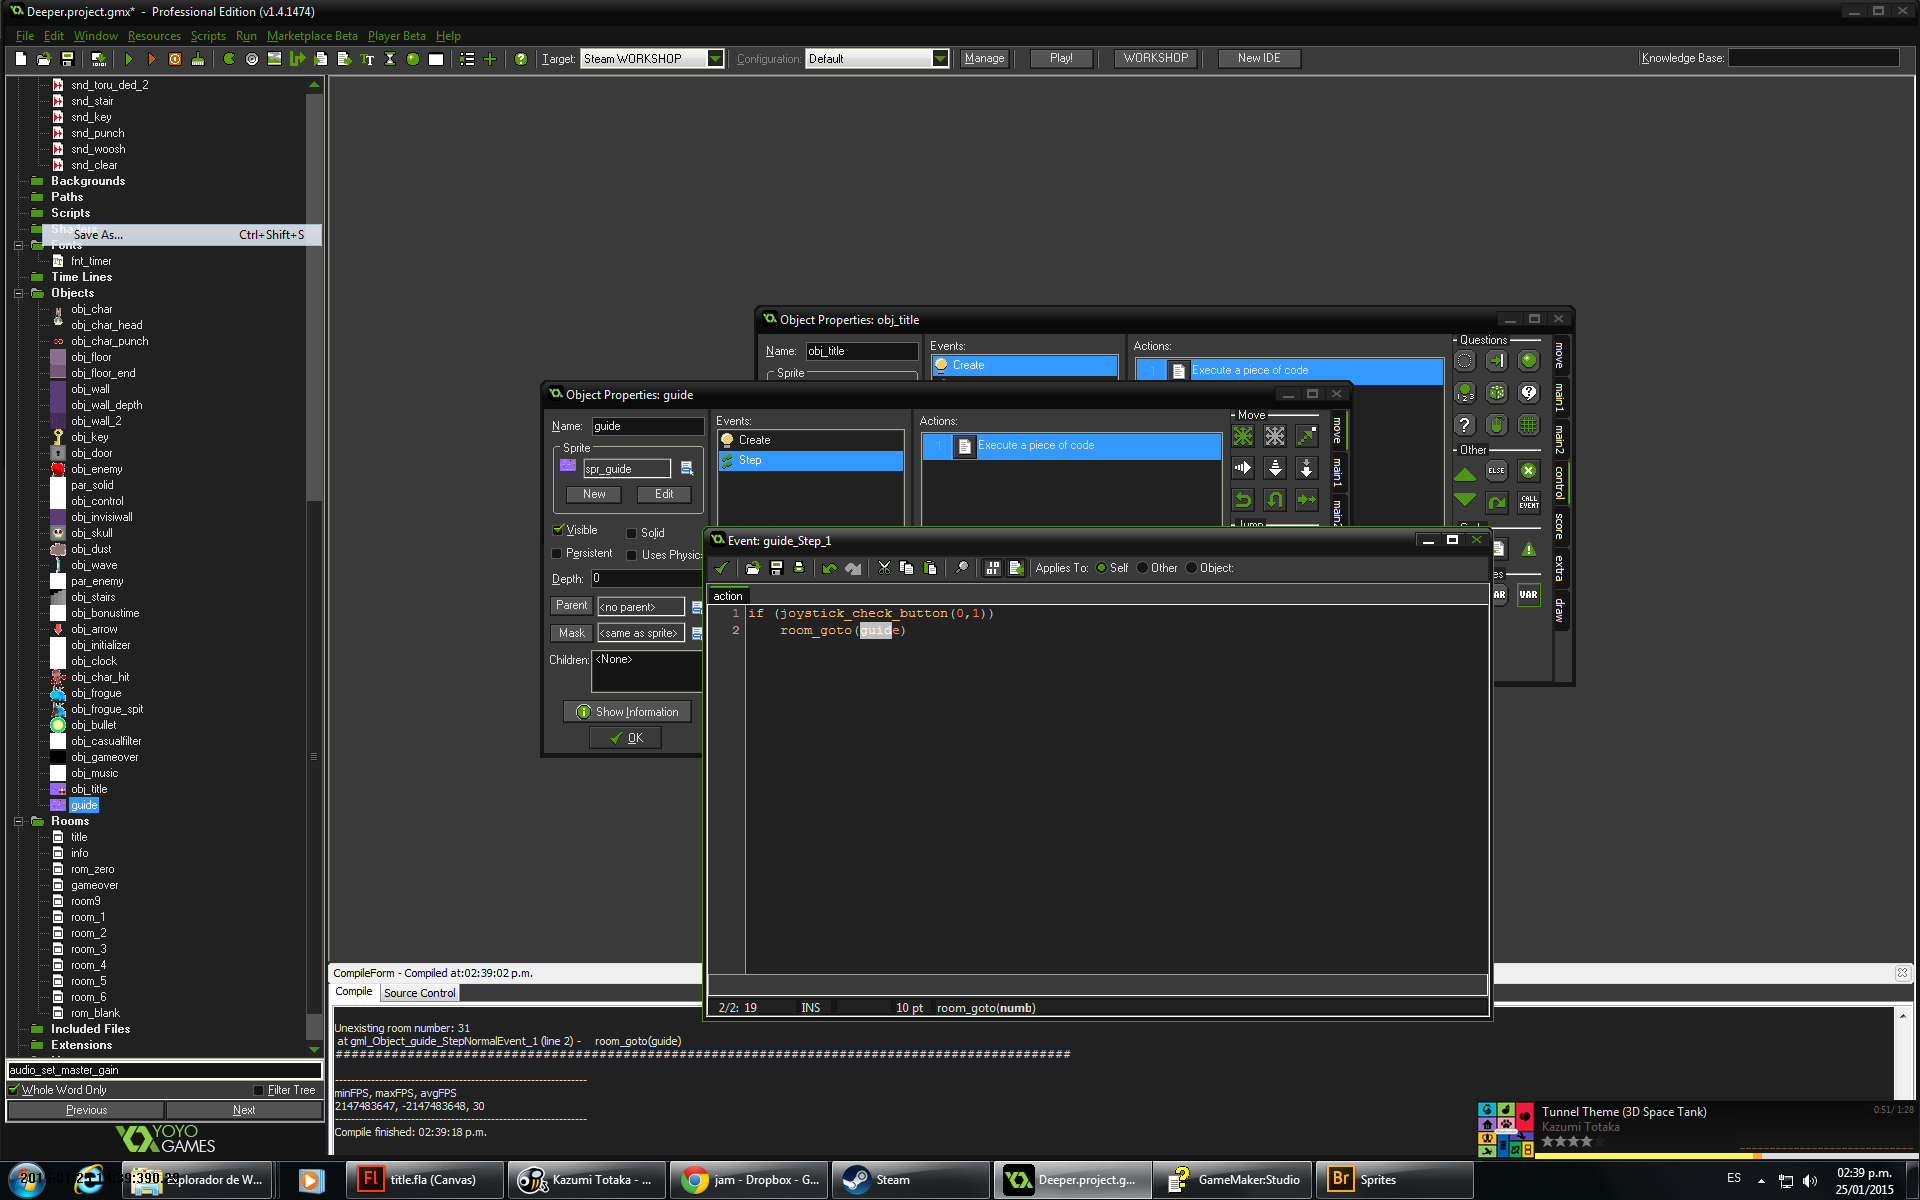 Deeper.project.gmx* - Professional Edition (v1.4.1474)
File Edit Window Resources Scripts Run Marketplace Beta Player Beta Help
Target: Steam WORKSHOP Configuration: Default Manage Play! WORKSHOP New IDE Knowledge Base:
snd_toru_ded_2
snd_stair
snd_key
snd_punch
snd_woosh
snd_clear
Backgrounds
Paths
Scripts
Shaders
Save As... Ctrl+Shift+S
Fonts
fnt_timer
Time Lines
Objects
obj_char
obj_char_head
obj_char_punch
obj_floor
obj_floor_end
obj_wall
obj_wall_depth
obj_wall_2
obj_key
obj_door
obj_enemy
par_solid
obj_control
obj_invisiwall
obj_skull
obj_dust
obj_wave
par_enemy
obj_stairs
obj_bonustime
obj_arrow
obj_initializer
obj_clock
obj_char_hit
obj_frogue
obj_frogue_spit
obj_bullet
obj_casualfilter
obj_gameover
obj_music
obj_title
guide
Rooms
title
info
rom_zero
gameover
room9
room_1
room_2
room_3
room_4
room_5
room_6
rom_blank
Included Files
Extensions
audio_set_master_gain
Whole Word Only Filter Tree
Previous Next
YOYO
GAMES
Object Properties: obj_title
Name: obj_title
Sprite
Events:
Create
Actions:
1 Execute a piece of code
Questions
Other
ELSE
CALL EVENT
VAR
move
main1
main2
control
score
extra
draw
Object Properties: guide
Name: guide
Sprite
spr_guide
New Edit
Visible Solid
Persistent Uses Physic
Depth: 0
Parent <no parent>
Mask <same as sprite>
Children: <None>
Show Information
OK
Events:
Create
Step
Actions:
1 Execute a piece of code
Move
Jump
move
main1
Event: guide_Step_1
Applies To: Self Other Object:
action
1 if (joystick_check_button(0,1))
2 room_goto(guide)
2/2: 19 INS 10 pt room_goto(numb)
CompileForm - Compiled at:02:39:02 p.m.
Compile Source Control
Unexisting room number: 31
at gml_Object_guide_StepNormalEvent_1 (line 2) - room_goto(guide)
minFPS, maxFPS, avgFPS
2147483647, -2147483648, 30
Compile finished: 02:39:18 p.m.
Tunnel Theme (3D Space Tank) 0:51/ 1:28
Kazumi Totaka
Explorador de W...
title.fla (Canvas)
Kazumi Totaka - ...
jam - Dropbox - G...
Steam
Deeper.project.g...
GameMaker:Studio
Sprites
ES
02:39 p.m.
25/01/2015